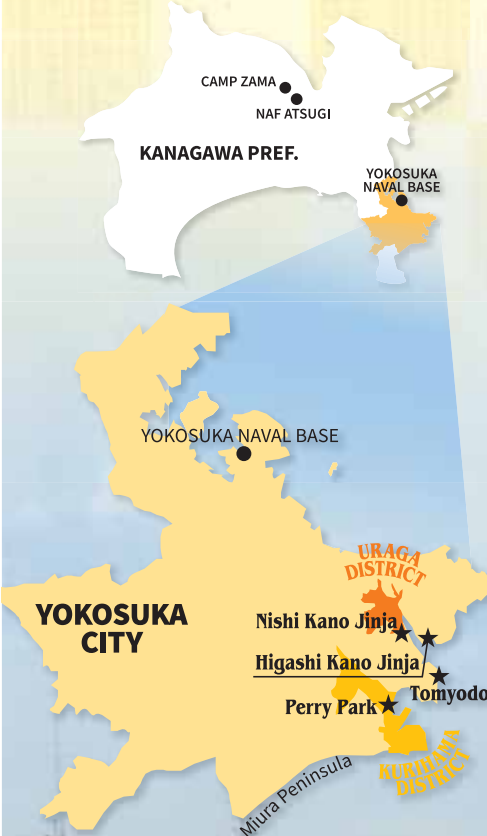 CAMP ZAMA
NAF ATSUGI
KANAGAWA PREF.
YOKOSUKA
NAVAL BASE
YOKOSUKA NAVAL BASE
URAGA
DISTRICT
YOKOSUKA
CITY
Nishi Kano Jinja
Higashi Kano Jinja
Tomyodo
Perry Park
KURIHAMA
DISTRICT
Miura Peninsula